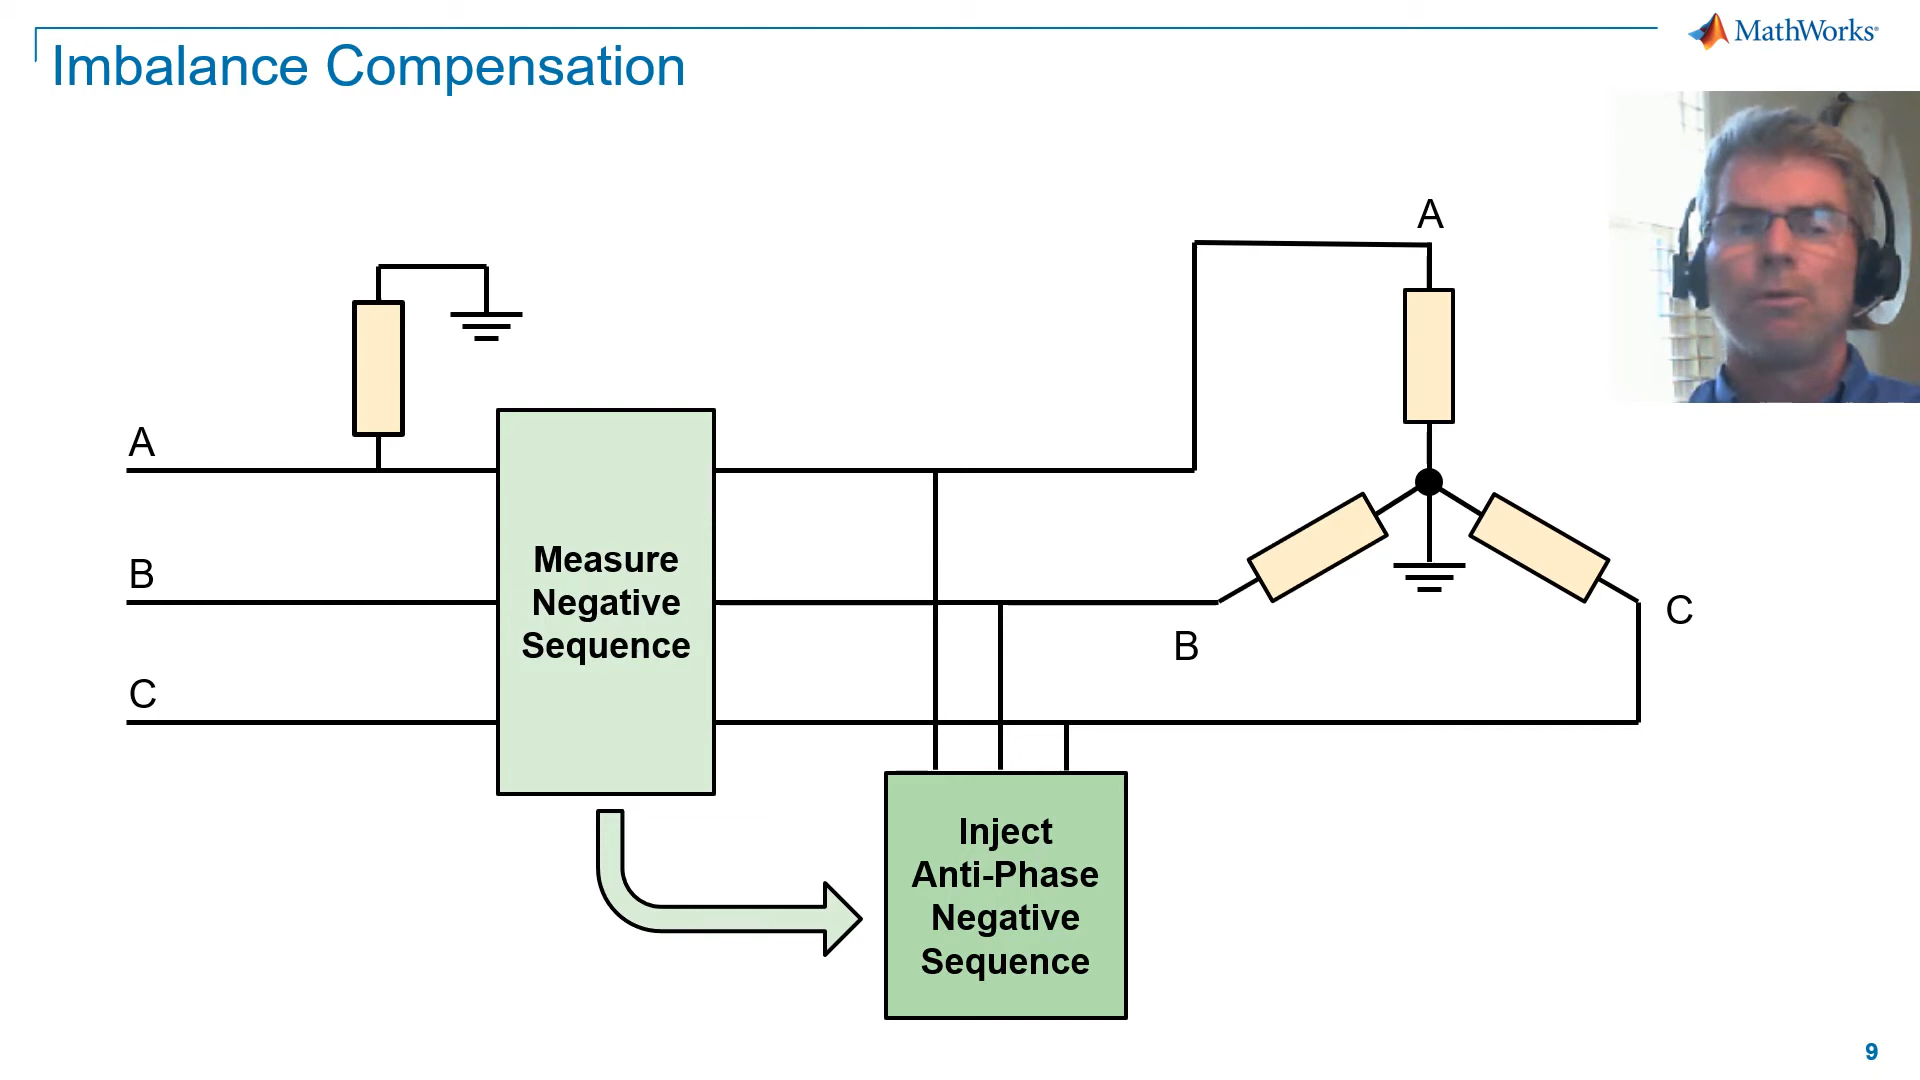 Imbalance Compensation
MathWorks®
A
A
B
C
Measure
Negative
Sequence
B
C
Inject
Anti-Phase
Negative
Sequence
9